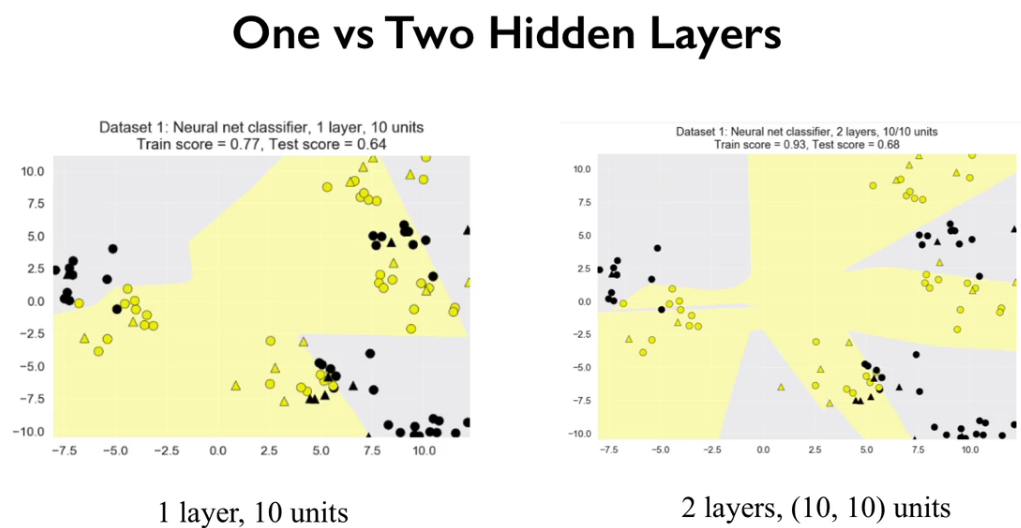 One vs Two Hidden Layers
Dataset 1: Neural net classifier, 1 layer, 10 units
Train score = 0.77, Test score = 0.64
10.0
7.5
5.0
2.5
0.0
−2.5
−5.0
−7.5
−10.0
−7.5 −5.0 −2.5 0.0 2.5 5.0 7.5 10.0
1 layer, 10 units
Dataset 1: Neural net classifier, 2 layers, 10/10 units
Train score = 0.93, Test score = 0.68
10.0
7.5
5.0
2.5
0.0
−2.5
−5.0
−7.5
−10.0
−7.5 −5.0 −2.5 0.0 2.5 5.0 7.5 10.0
2 layers, (10, 10) units